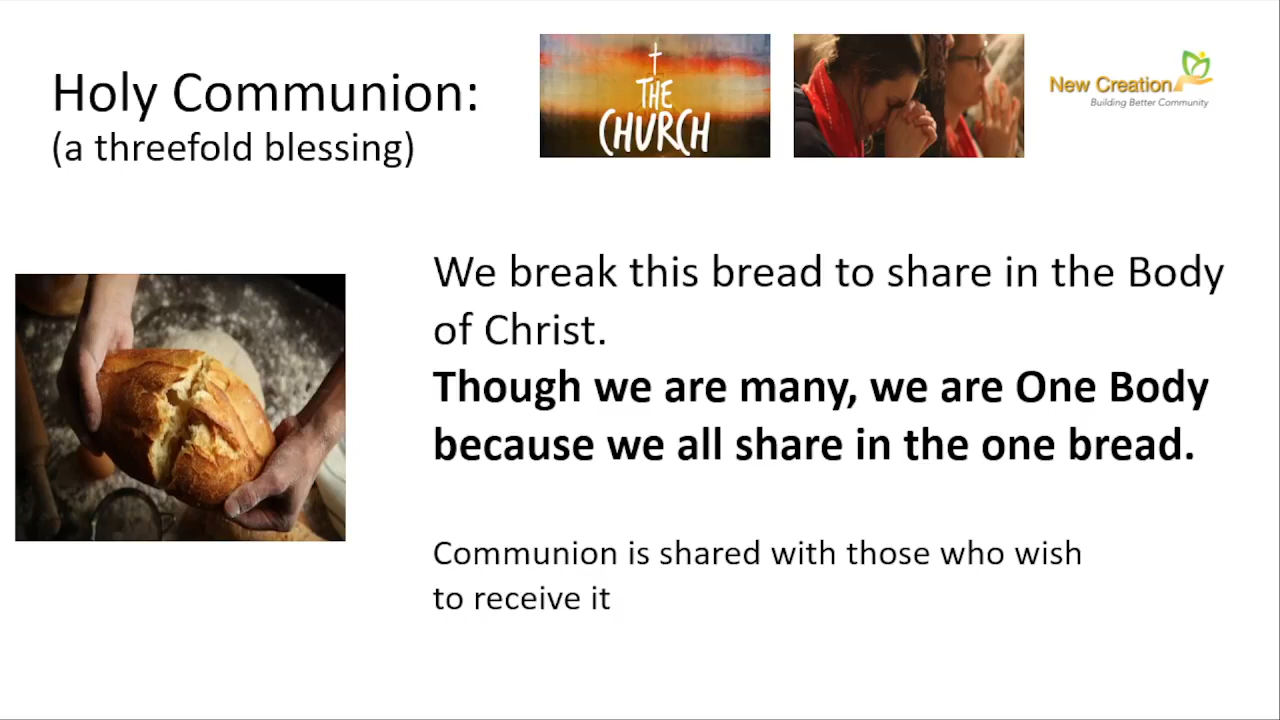 Holy Communion:
(a threefold blessing)
THE
CHURCH
New Creation
Building Better Community
We break this bread to share in the Body
of Christ.
Though we are many, we are One Body
because we all share in the one bread.
Communion is shared with those who wish
to receive it